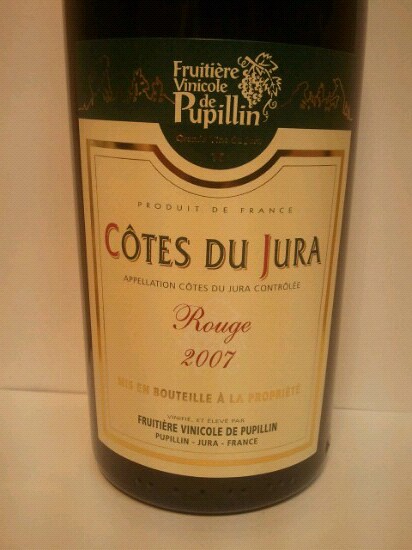 Fruitière
Vinicole
de
Pupillin
PRODUIT DE FRANCE
CÔTES DU JURA
APPELLATION CÔTES DU JURA CONTRÔLÉE
Rouge
2007
MIS EN BOUTEILLE À LA PROPRIÉTÉ
VINIFIÉ, ET ÉLEVÉ PAR
FRUITIÈRE VINICOLE DE PUPILLIN
PUPILLIN - JURA - FRANCE